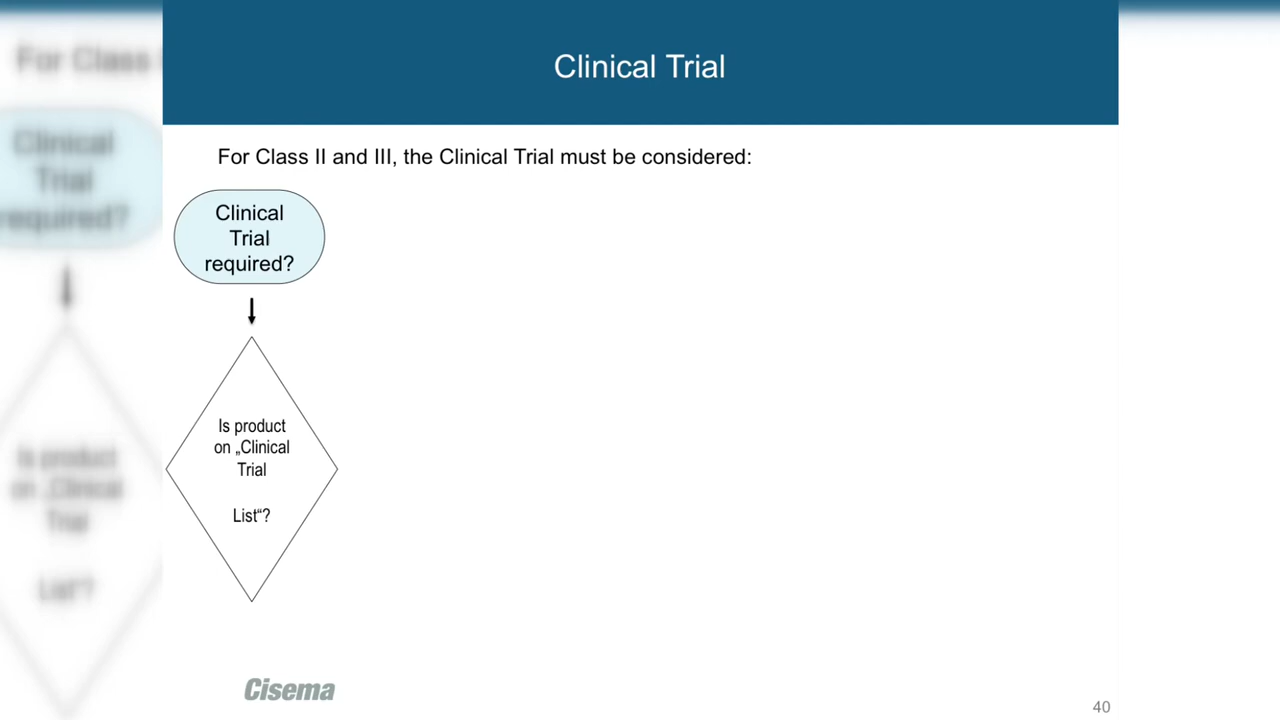 Clinical Trial
For Class II and III, the Clinical Trial must be considered:
Clinical
Trial
required?
Is product
on „Clinical
Trial
List“?
Cisema
40